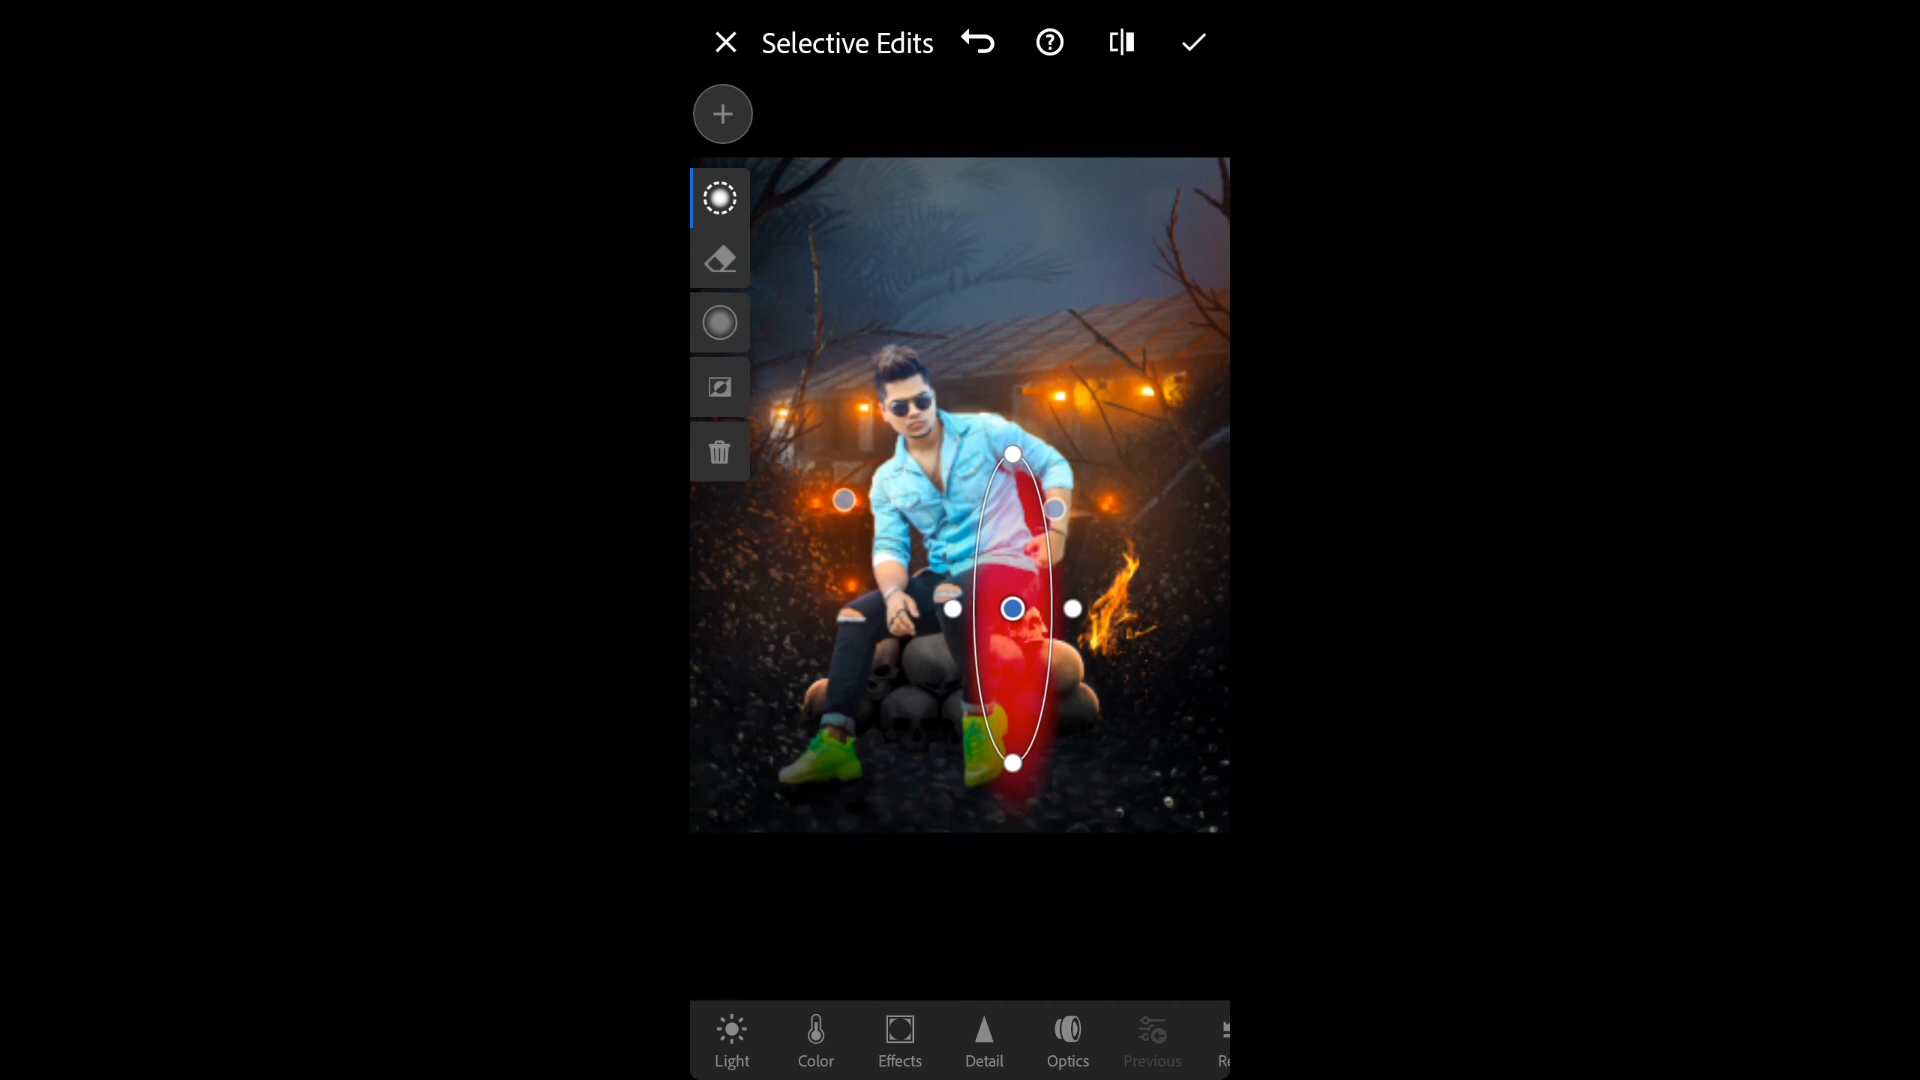 Selective Edits
Light
Color
Effects
Detail
Optics
Previous